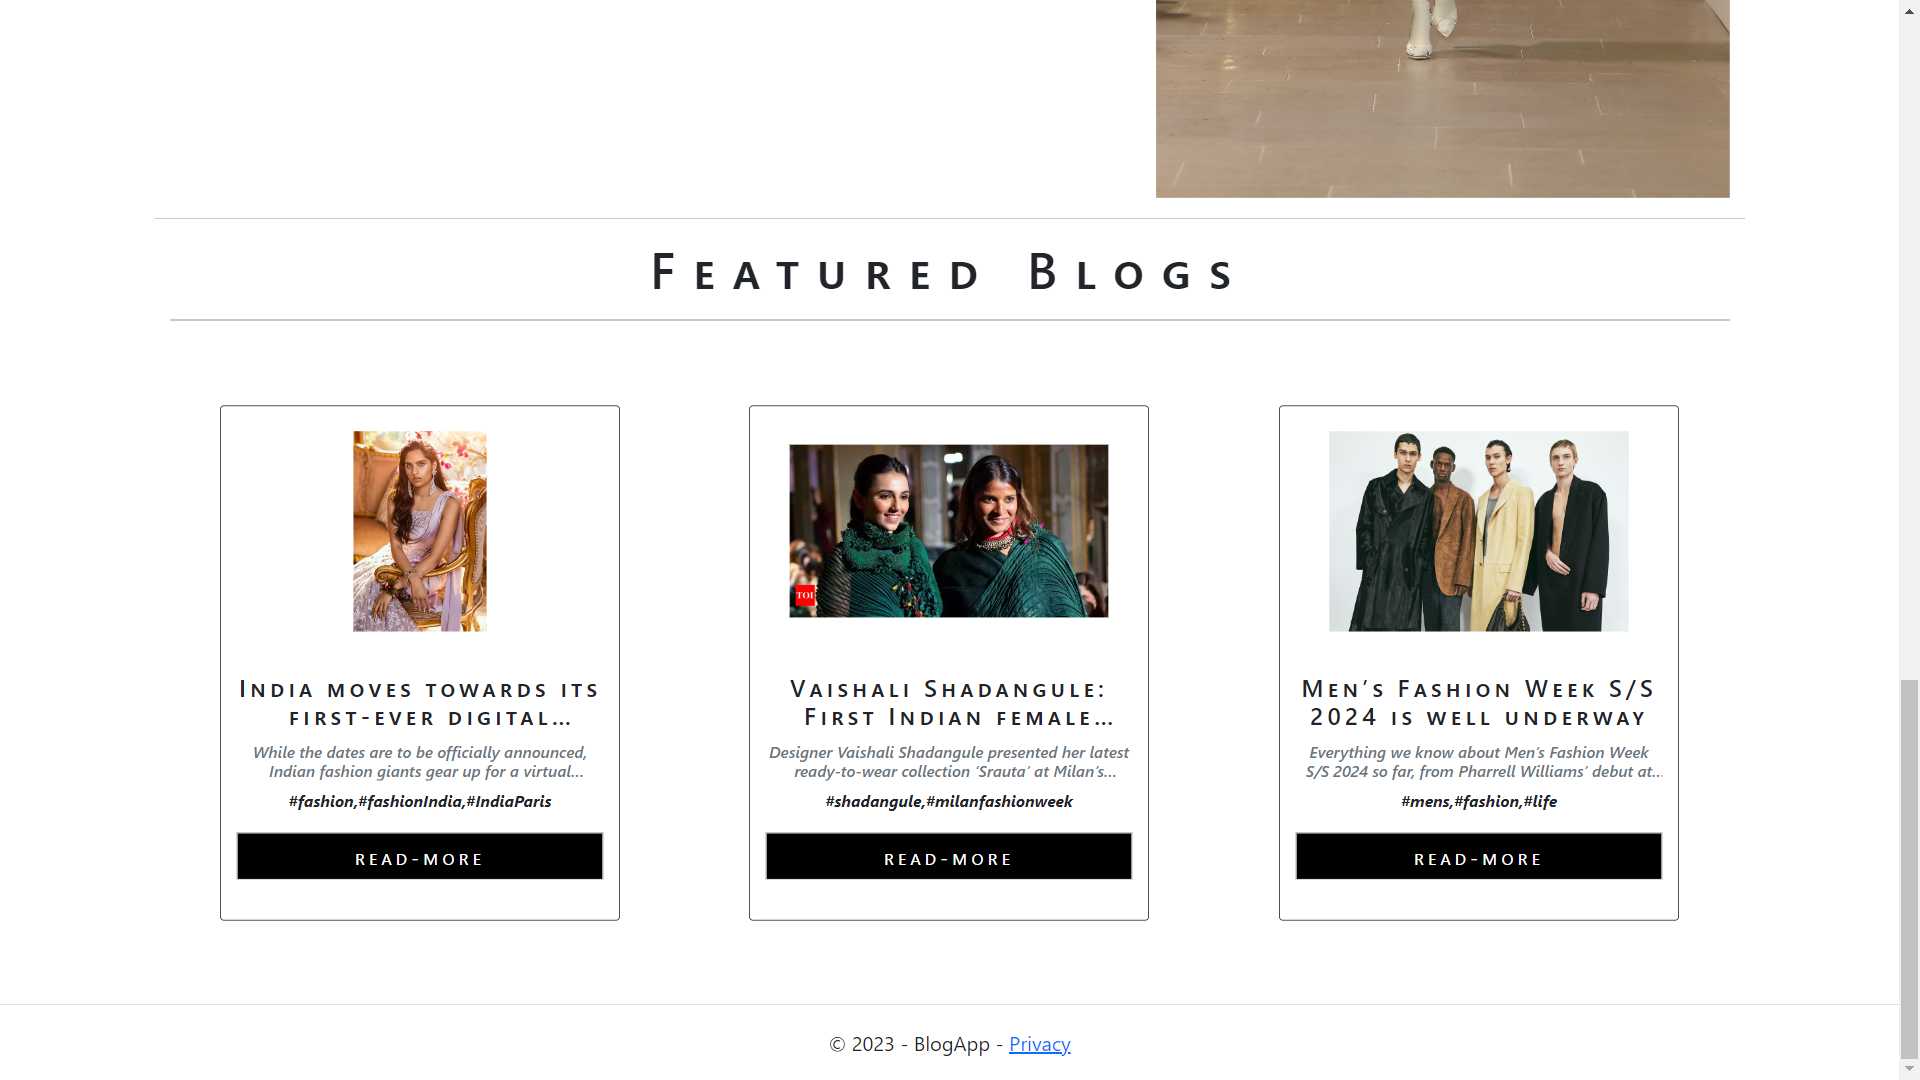 Featured Blogs
TOI
India moves towards its
first-ever digital...
While the dates are to be officially announced,
Indian fashion giants gear up for a virtual...
#fashion,#fashionIndia,#IndiaParis
READ-MORE
Vaishali Shadangule:
First Indian female...
Designer Vaishali Shadangule presented her latest
ready-to-wear collection ‘Srauta’ at Milan’s...
#shadangule,#milanfashionweek
READ-MORE
Men’s Fashion Week S/S
2024 is well underway
Everything we know about Men’s Fashion Week
S/S 2024 so far, from Pharrell Williams’ debut at...
#mens,#fashion,#life
READ-MORE
© 2023 - BlogApp - Privacy